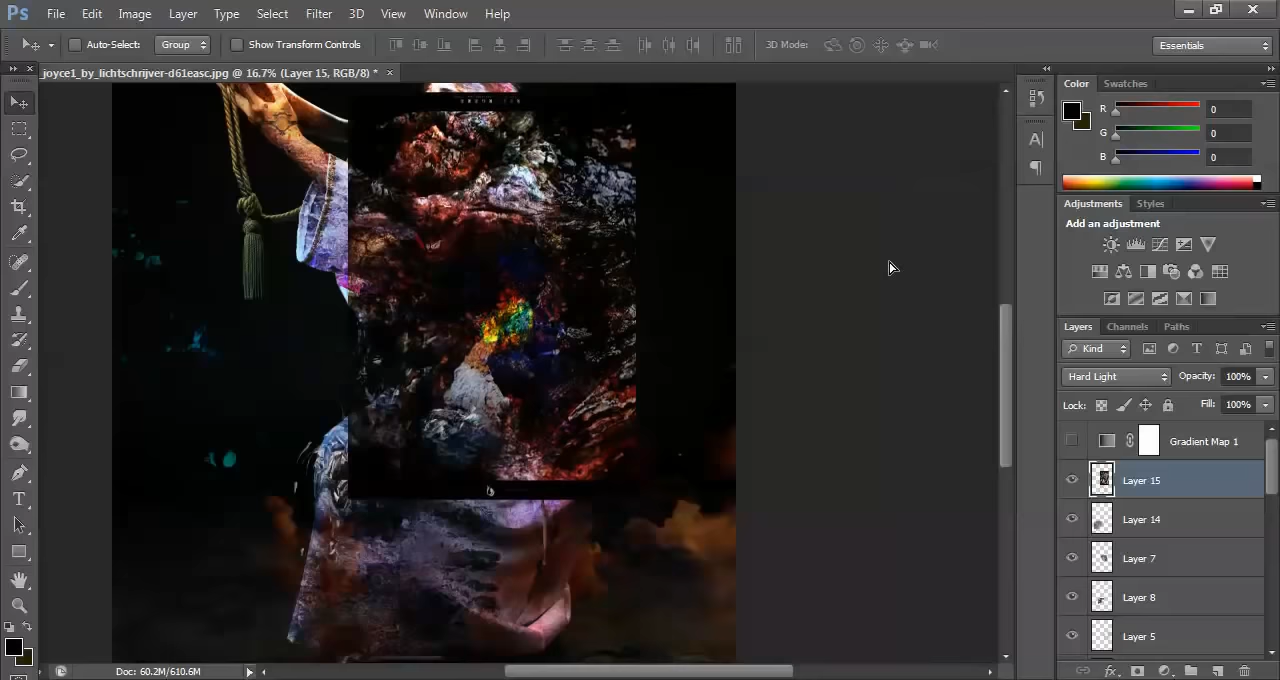 Ps File Edit Image Layer Type Select Filter 3D View Window Help
Auto-Select: Group Show Transform Controls 3D Mode: Essentials
joyce1_by_lichtschrijver-d61easc.jpg @ 16.7% (Layer 15, RGB/8) *
Color Swatches
R 0
G 0
B 0
Adjustments Styles
Add an adjustment
Layers Channels Paths
Kind
Hard Light Opacity: 100%
Lock: Fill: 100%
Gradient Map 1
Layer 15
Layer 14
Layer 7
Layer 8
Layer 5
Doc: 60.2M/610.6M